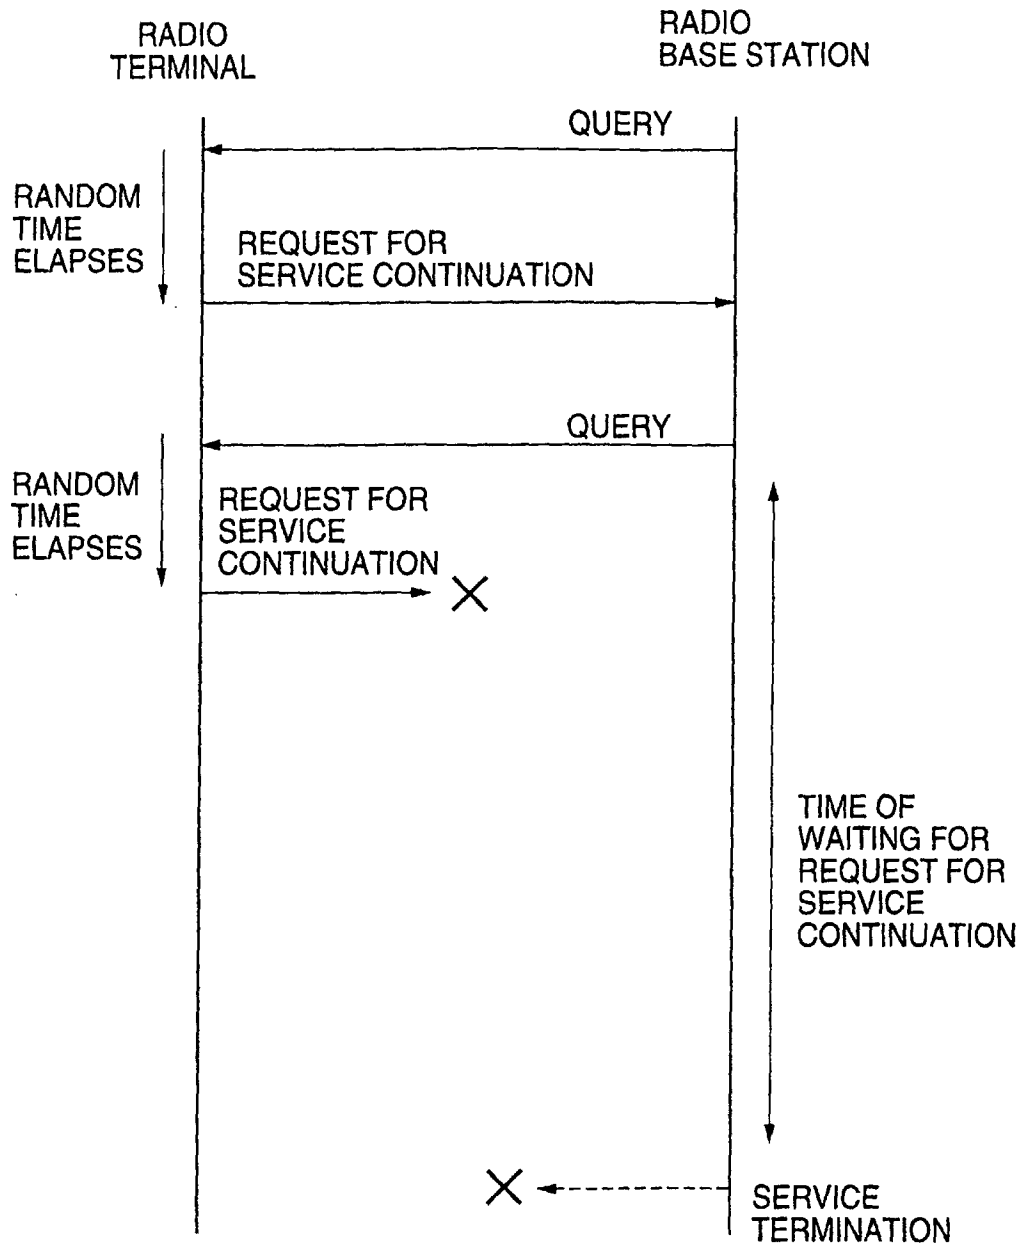 RADIO
TERMINAL
RADIO
BASE STATION
QUERY
RANDOM
TIME
ELAPSES
REQUEST FOR
SERVICE CONTINUATION
QUERY
RANDOM
TIME
ELAPSES
REQUEST FOR
SERVICE
CONTINUATION
TIME OF
WAITING FOR
REQUEST FOR
SERVICE
CONTINUATION
SERVICE
TERMINATION